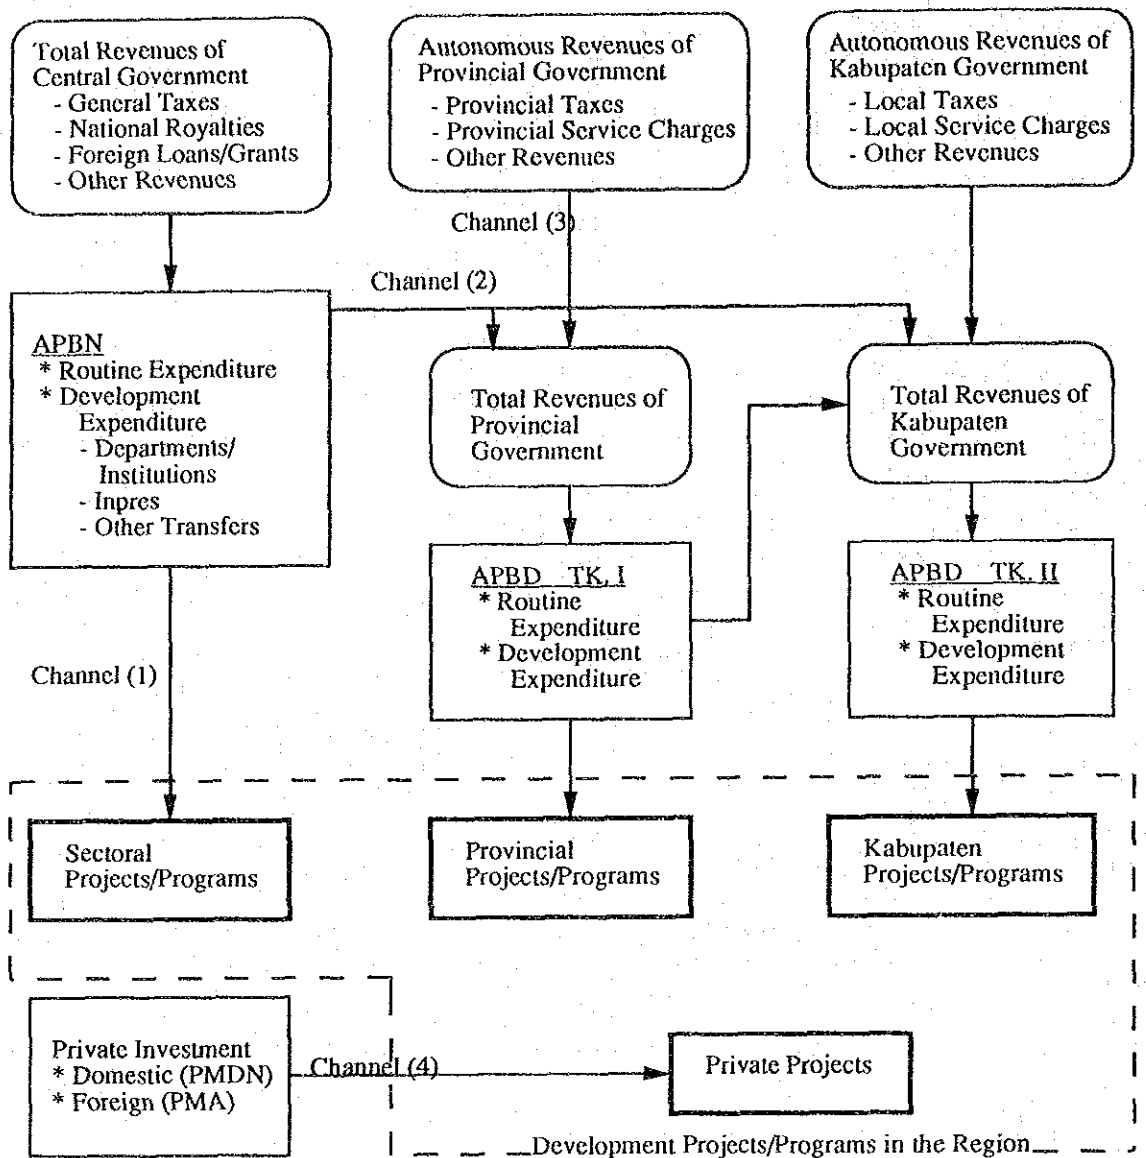 Total Revenues of
Central Government
- General Taxes
- National Royalties
- Foreign Loans/Grants
- Other Revenues
Autonomous Revenues of
Provincial Government
- Provincial Taxes
- Provincial Service Charges
- Other Revenues
Autonomous Revenues of
Kabupaten Government
- Local Taxes
- Local Service Charges
- Other Revenues
Channel (3)
Channel (2)
APBN
* Routine Expenditure
* Development
Expenditure
- Departments/
Institutions
- Inpres
- Other Transfers
Total Revenues of
Provincial
Government
Total Revenues of
Kabupaten
Government
APBD TK. I
* Routine
Expenditure
* Development
Expenditure
APBD TK. II
* Routine
Expenditure
* Development
Expenditure
Channel (1)
Sectoral
Projects/Programs
Provincial
Projects/Programs
Kabupaten
Projects/Programs
Private Investment
* Domestic (PMDN)
* Foreign (PMA)
Channel (4)
Private Projects
Development Projects/Programs in the Region